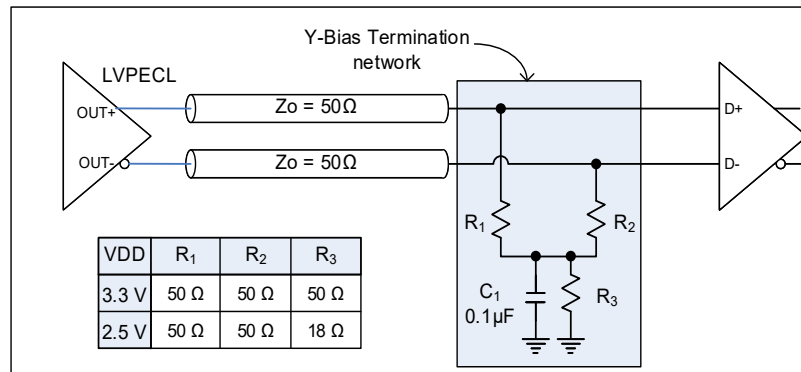 Y-Bias Termination
network
LVPECL
OUT+
Zo = 50Ω
D+
OUT-
Zo = 50Ω
D-
R1
R2
VDD R1 R2 R3
3.3 V 50 Ω 50 Ω 50 Ω
2.5 V 50 Ω 50 Ω 18 Ω
C1
0.1µF
R3